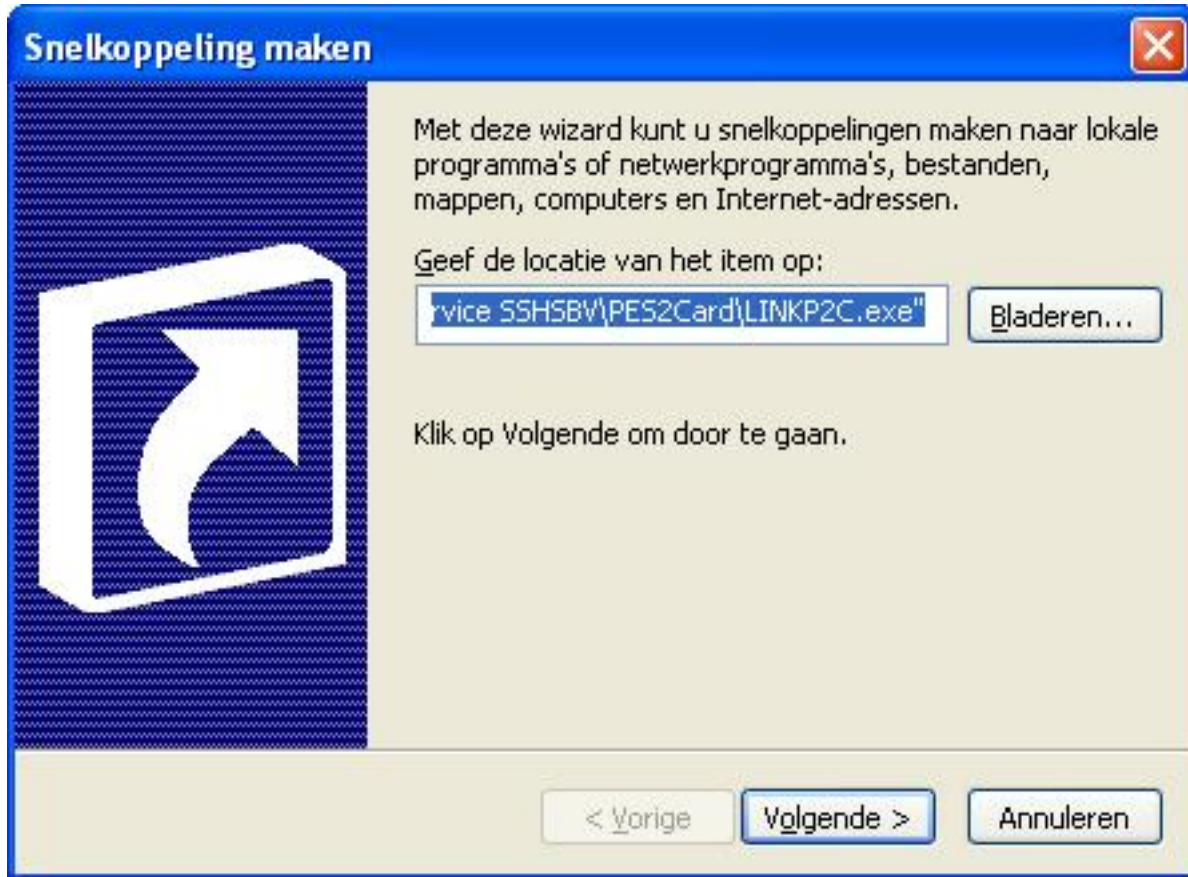 Snelkoppeling maken
Met deze wizard kunt u snelkoppelingen maken naar lokale
programma's of netwerkprogramma's, bestanden,
mappen, computers en Internet-adressen.
Geef de locatie van het item op:
rvice SSHSBV\PES2Card\LINKP2C.exe"
Bladeren...
Klik op Volgende om door te gaan.
< Vorige
Volgende >
Annuleren